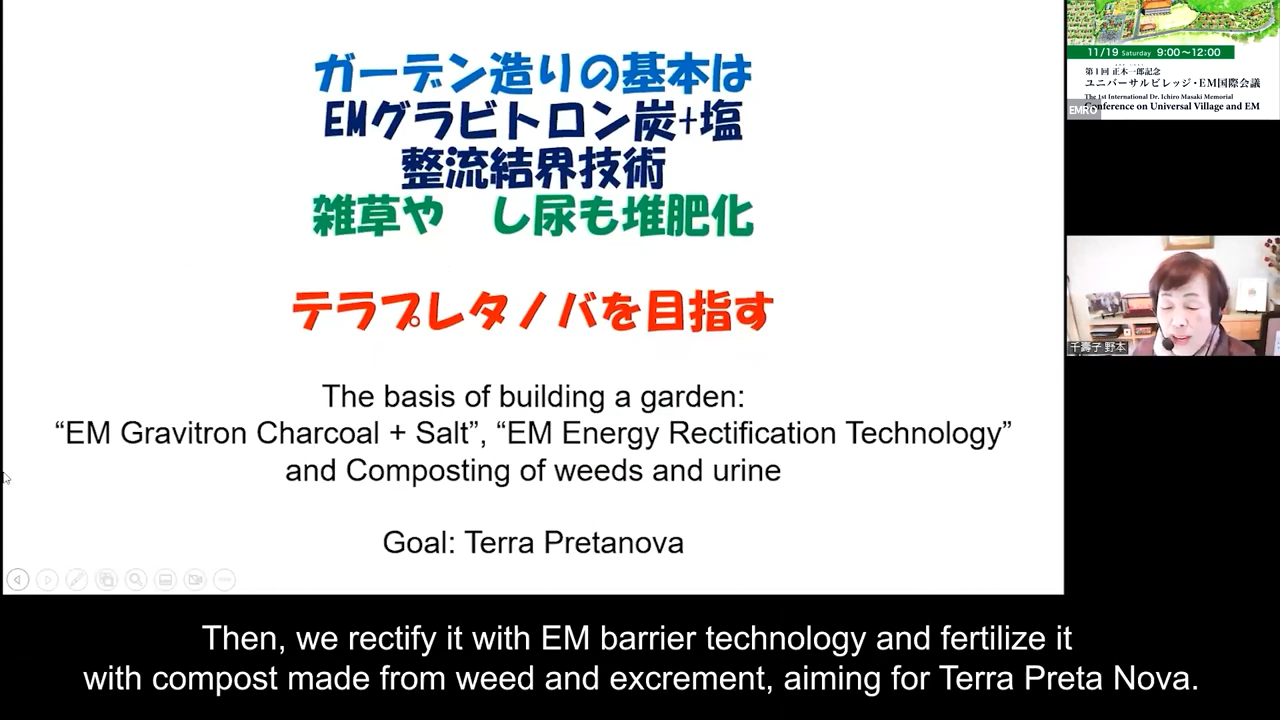 ガーデン造りの基本は
EMグラビトロン炭+塩
整流結界技術
雑草や し尿も堆肥化
テラプレタノバを目指す
The basis of building a garden:
“EM Gravitron Charcoal + Salt”, “EM Energy Rectification Technology”
and Composting of weeds and urine
Goal: Terra Pretanova
11/19 Saturday 9:00～12:00
第1回 正木一郎記念
ユニバーサルビレッジ・EM国際会議
The 1st International Dr. Ichiro Masaki Memorial
Conference on Universal Village and EM
EMRO
千壽子 野本
Then, we rectify it with EM barrier technology and fertilize it
with compost made from weed and excrement, aiming for Terra Preta Nova.